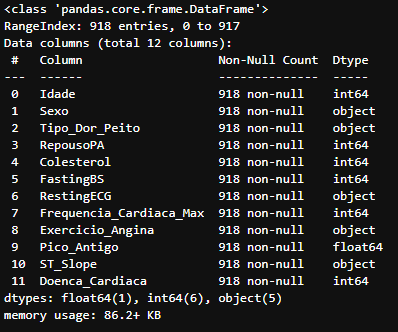 <class 'pandas.core.frame.DataFrame'>
RangeIndex: 918 entries, 0 to 917
Data columns (total 12 columns):
 #   Column                   Non-Null Count  Dtype
---  ------                   --------------  -----
 0   Idade                    918 non-null    int64
 1   Sexo                     918 non-null    object
 2   Tipo_Dor_Peito           918 non-null    object
 3   RepousoPA                918 non-null    int64
 4   Colesterol               918 non-null    int64
 5   FastingBS                918 non-null    int64
 6   RestingECG               918 non-null    object
 7   Frequencia_Cardiaca_Max  918 non-null    int64
 8   Exercicio_Angina         918 non-null    object
 9   Pico_Antigo              918 non-null    float64
 10  ST_Slope                 918 non-null    object
 11  Doenca_Cardiaca          918 non-null    int64
dtypes: float64(1), int64(6), object(5)
memory usage: 86.2+ KB